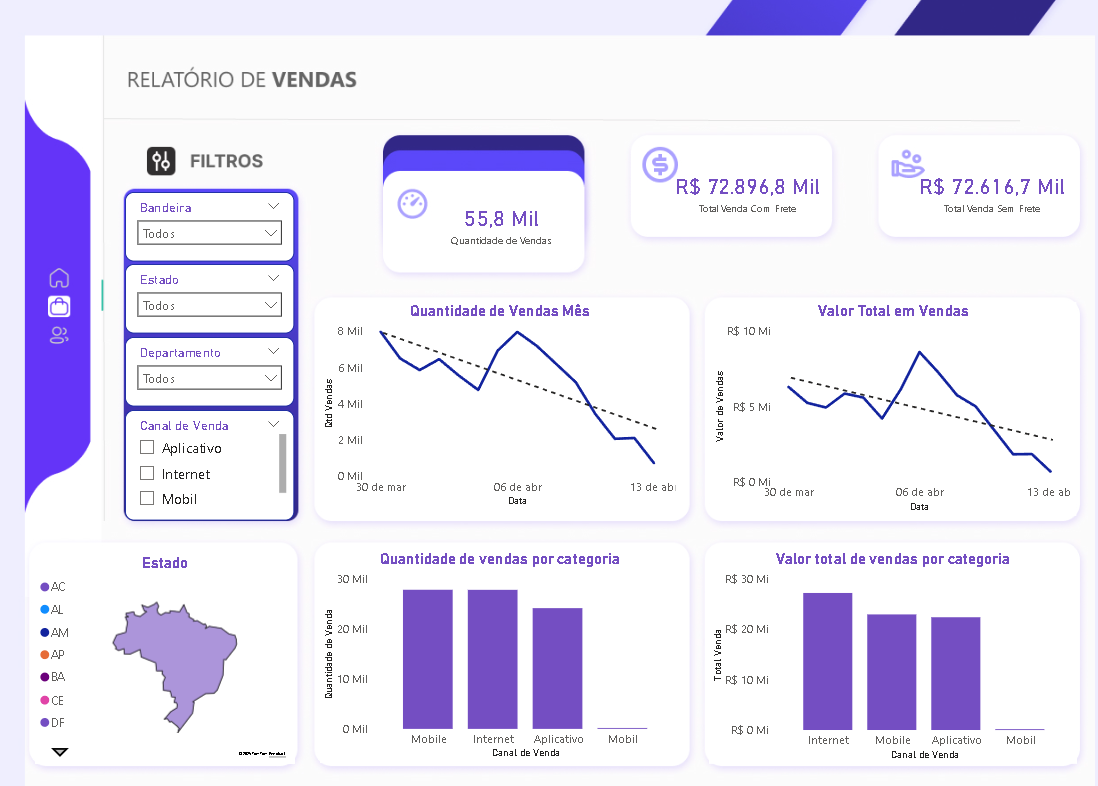 RELATÓRIO DE VENDAS
FILTROS
Bandeira
Todos
Estado
Todos
Departamento
Todos
Canal de Venda
Aplicativo
Internet
Mobil
55,8 Mil
Quantidade de Vendas
R$ 72.896,8 Mil
Total Venda Com Frete
R$ 72.616,7 Mil
Total Venda Sem Frete
Quantidade de Vendas Mês
Qtd Vendas
8 Mil
6 Mil
4 Mil
2 Mil
0 Mil
30 de mar
06 de abr
13 de abr
Data
Valor Total em Vendas
Valor de Vendas
R$ 10 Mi
R$ 5 Mi
R$ 0 Mi
30 de mar
06 de abr
13 de ab
Data
Estado
AC
AL
AM
AP
BA
CE
DF
Quantidade de vendas por categoria
Quantidade de Venda
30 Mil
20 Mil
10 Mil
0 Mil
Mobile
Internet
Aplicativo
Mobil
Canal de Venda
Valor total de vendas por categoria
Total Venda
R$ 30 Mi
R$ 20 Mi
R$ 10 Mi
R$ 0 Mi
Internet
Mobile
Aplicativo
Mobil
Canal de Venda